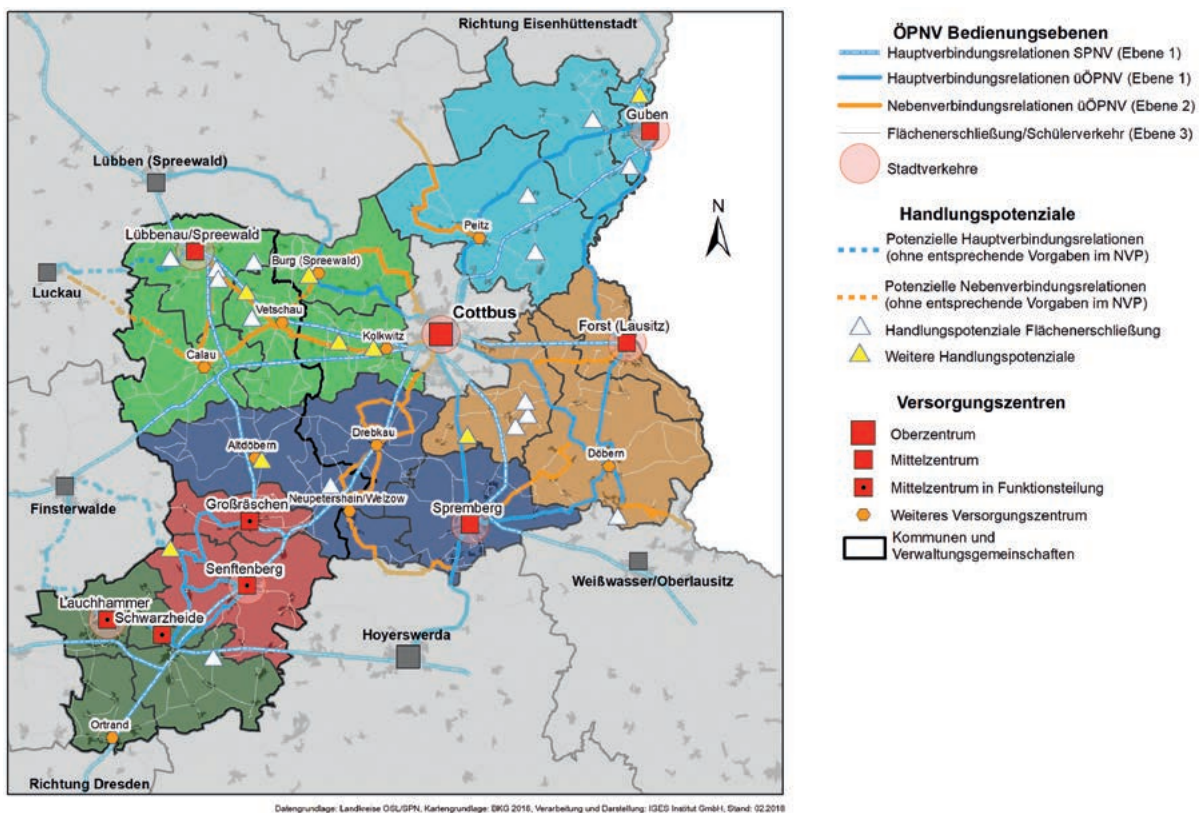 Richtung Eisenhüttenstadt
Guben
Lübben (Spreewald)
Peitz
N
Lübbenau/Spreewald
Burg (Spreewald)
Luckau
Vetschau
Cottbus
Kolkwitz
Forst (Lausitz)
Calau
Drebkau
Altdöbern
Döbern
Neupetershain/Welzow
Finsterwalde
Großräschen
Spremberg
Senftenberg
Weißwasser/Oberlausitz
Lauchhammer
Schwarzheide
Hoyerswerda
Ortrand
Richtung Dresden
ÖPNV Bedienungsebenen
Hauptverbindungsrelationen SPNV (Ebene 1)
Hauptverbindungsrelationen üÖPNV (Ebene 1)
Nebenverbindungsrelationen üÖPNV (Ebene 2)
Flächenerschließung/Schülerverkehr (Ebene 3)
Stadtverkehre
Handlungspotenziale
Potenzielle Hauptverbindungsrelationen
(ohne entsprechende Vorgaben im NVP)
Potenzielle Nebenverbindungsrelationen
(ohne entsprechende Vorgaben im NVP)
Handlungspotenziale Flächenerschließung
Weitere Handlungspotenziale
Versorgungszentren
Oberzentrum
Mittelzentrum
Mittelzentrum in Funktionsteilung
Weiteres Versorgungszentrum
Kommunen und
Verwaltungsgemeinschaften
Datengrundlage: Landkreise OSL/SPN, Kartengrundlage: BKG 2016, Verarbeitung und Darstellung: IGES Institut GmbH, Stand: 02.2018